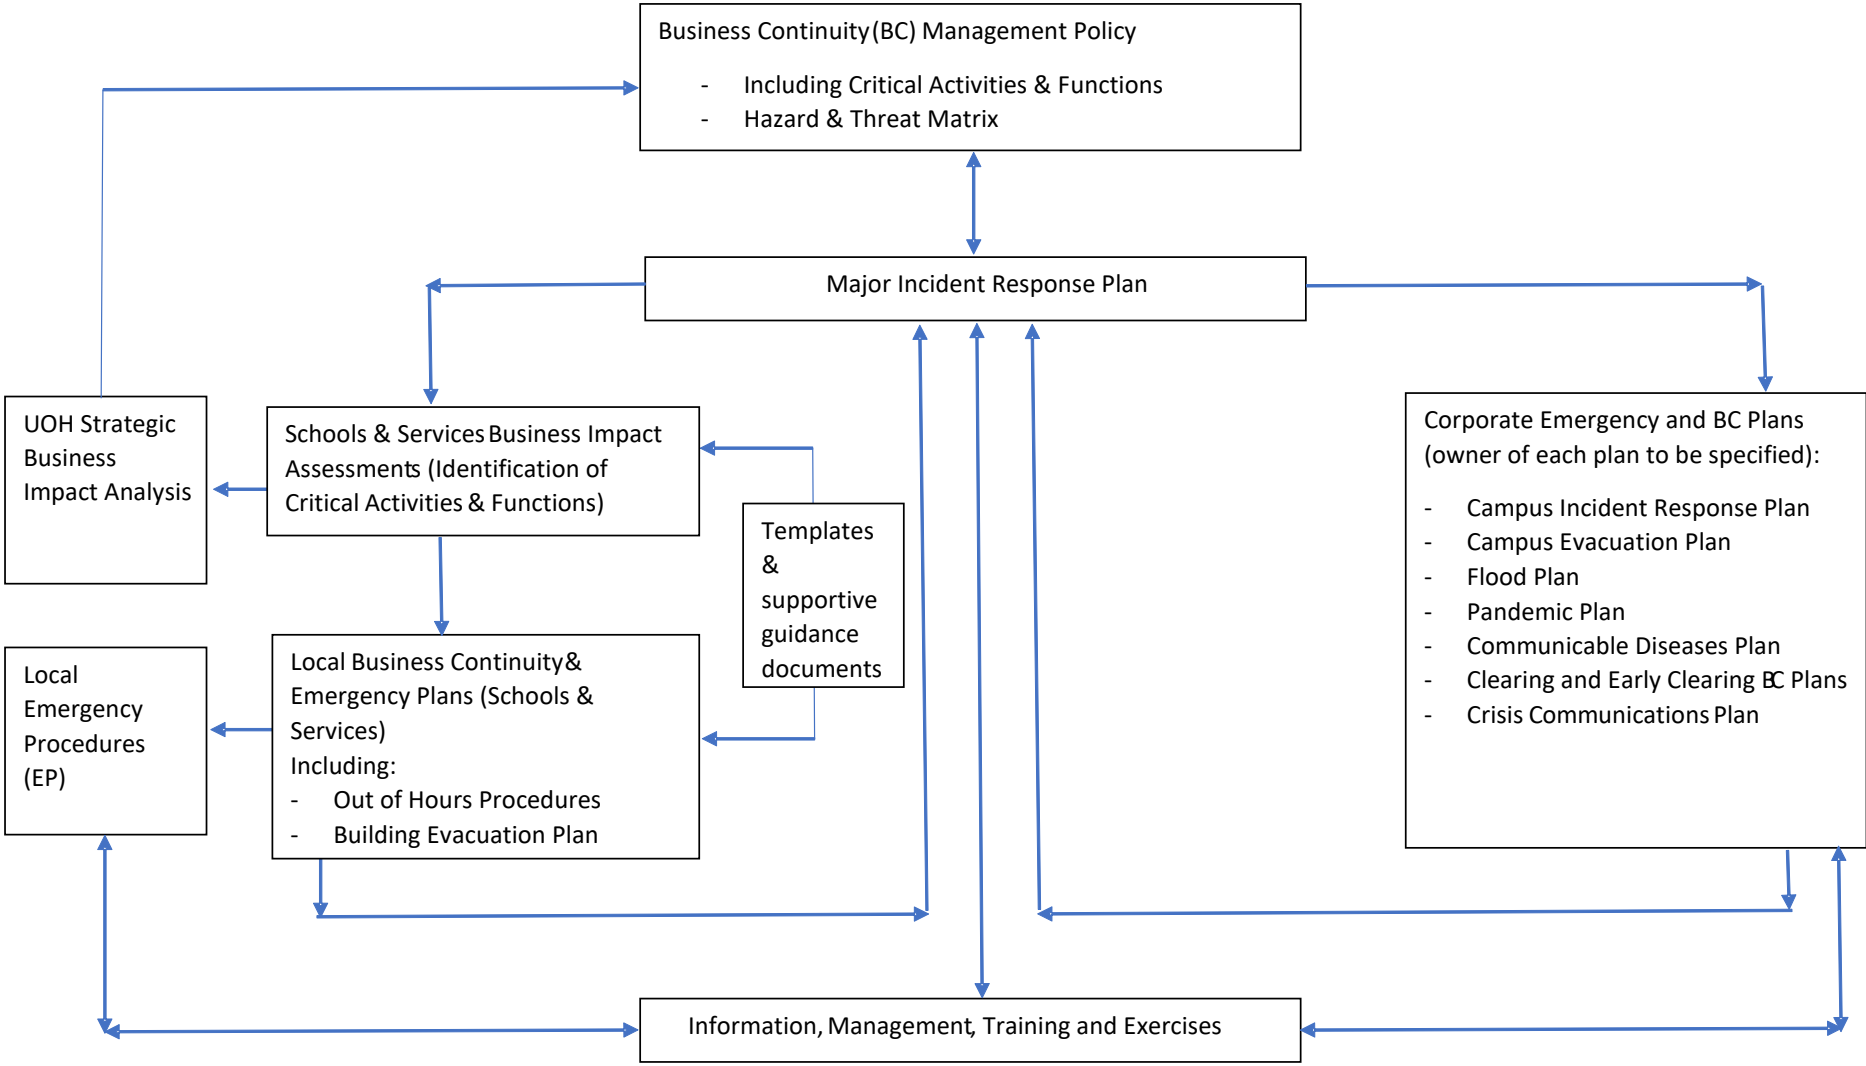 Business Continuity (BC) Management Policy
- Including Critical Activities & Functions
- Hazard & Threat Matrix
Major Incident Response Plan
UOH Strategic
Business
Impact Analysis
Schools & Services Business Impact
Assessments (Identification of
Critical Activities & Functions)
Templates
&
supportive
guidance
documents
Corporate Emergency and BC Plans
(owner of each plan to be specified):
- Campus Incident Response Plan
- Campus Evacuation Plan
- Flood Plan
- Pandemic Plan
- Communicable Diseases Plan
- Clearing and Early Clearing BC Plans
- Crisis Communications Plan
Local
Emergency
Procedures
(EP)
Local Business Continuity &
Emergency Plans (Schools &
Services)
Including:
- Out of Hours Procedures
- Building Evacuation Plan
Information, Management, Training and Exercises